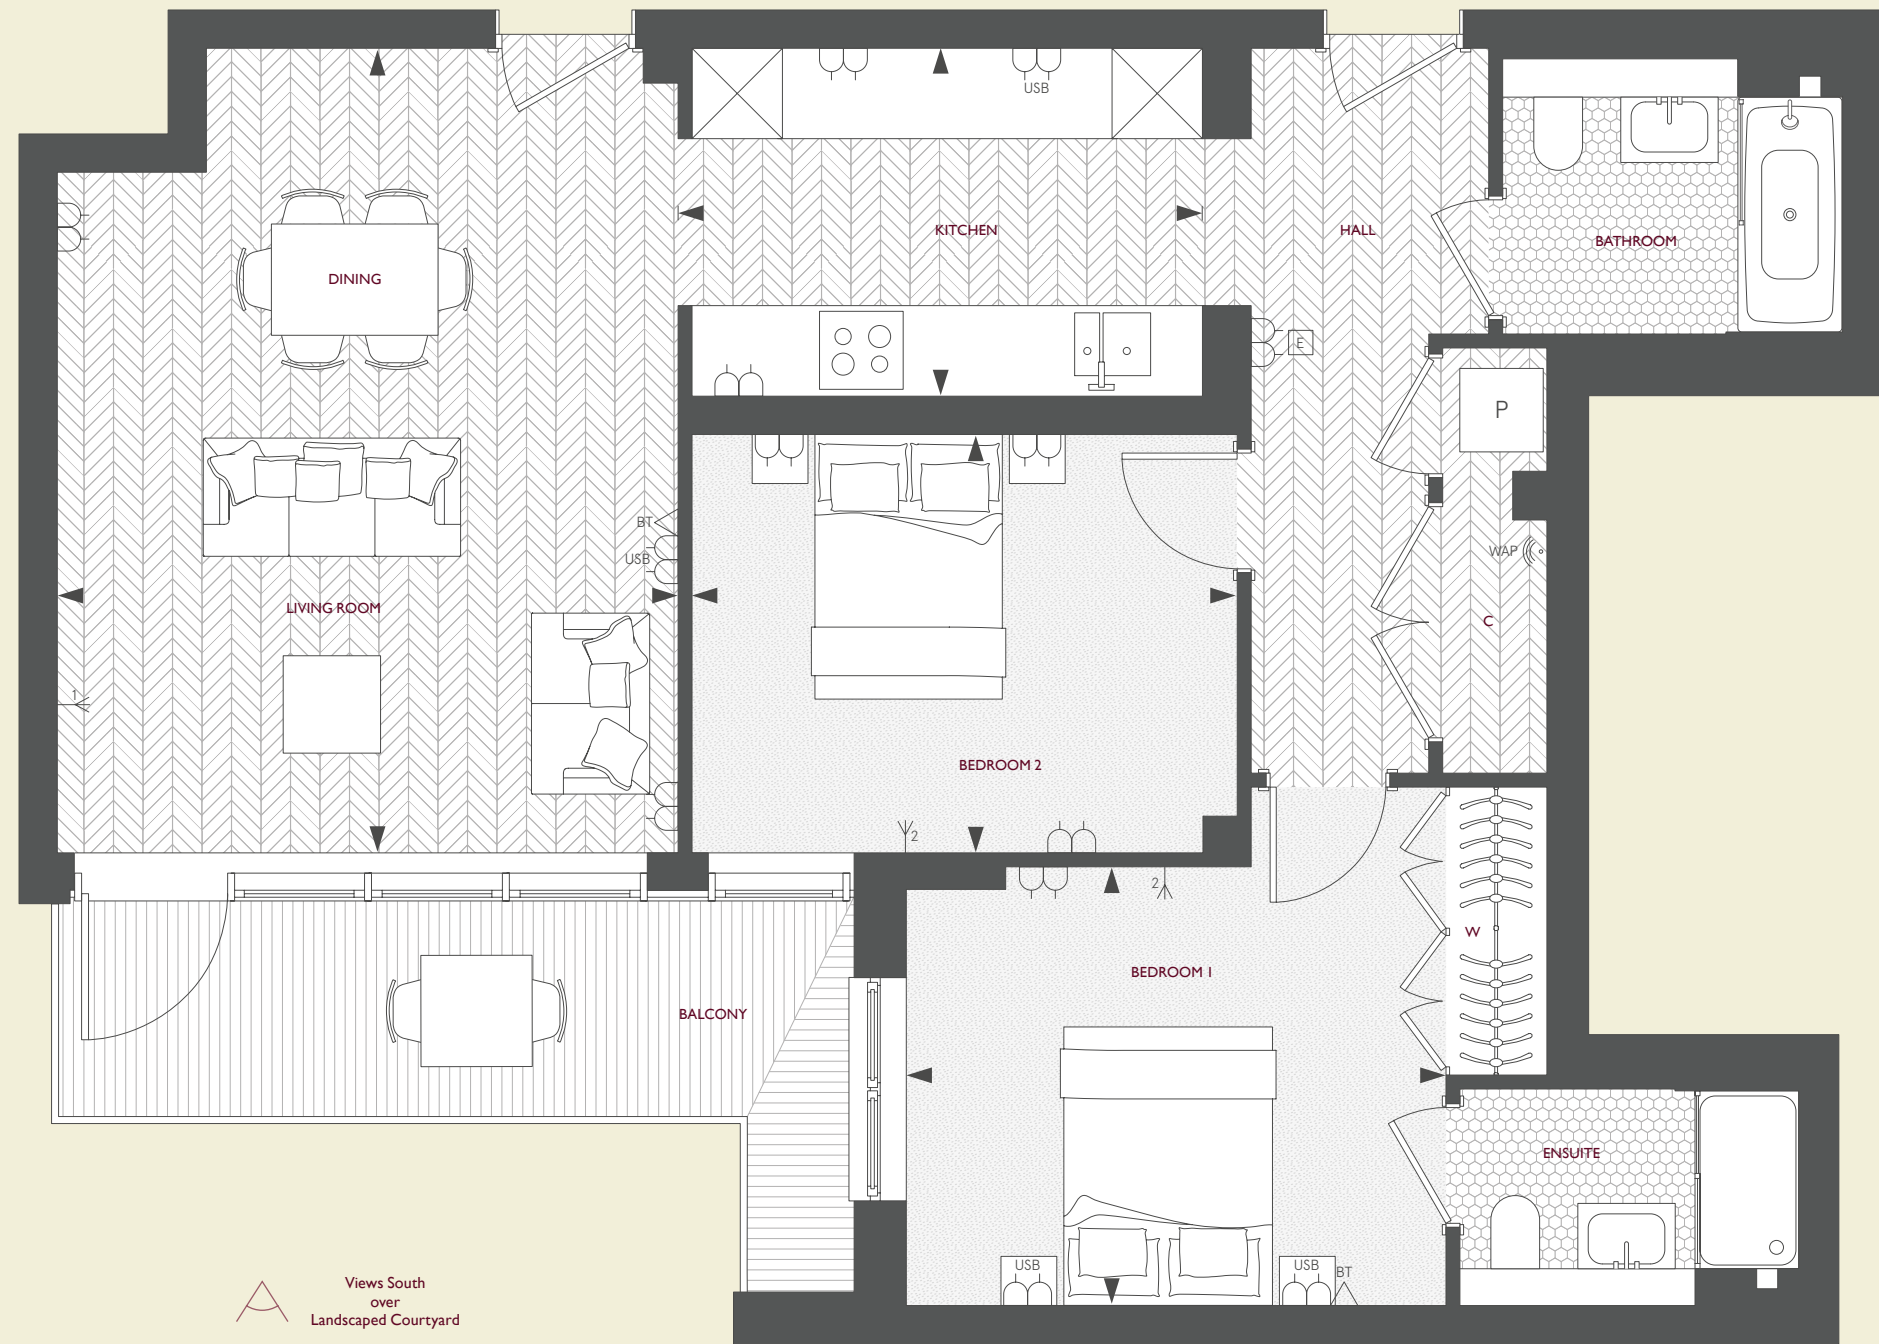 USB
KITCHEN
HALL
BATHROOM
DINING
E
P
BT
USB
WAP
LIVING ROOM
C
1
BEDROOM 2
2
2
W
BEDROOM 1
BALCONY
ENSUITE
USB
USB
BT
Views South
over
Landscaped Courtyard